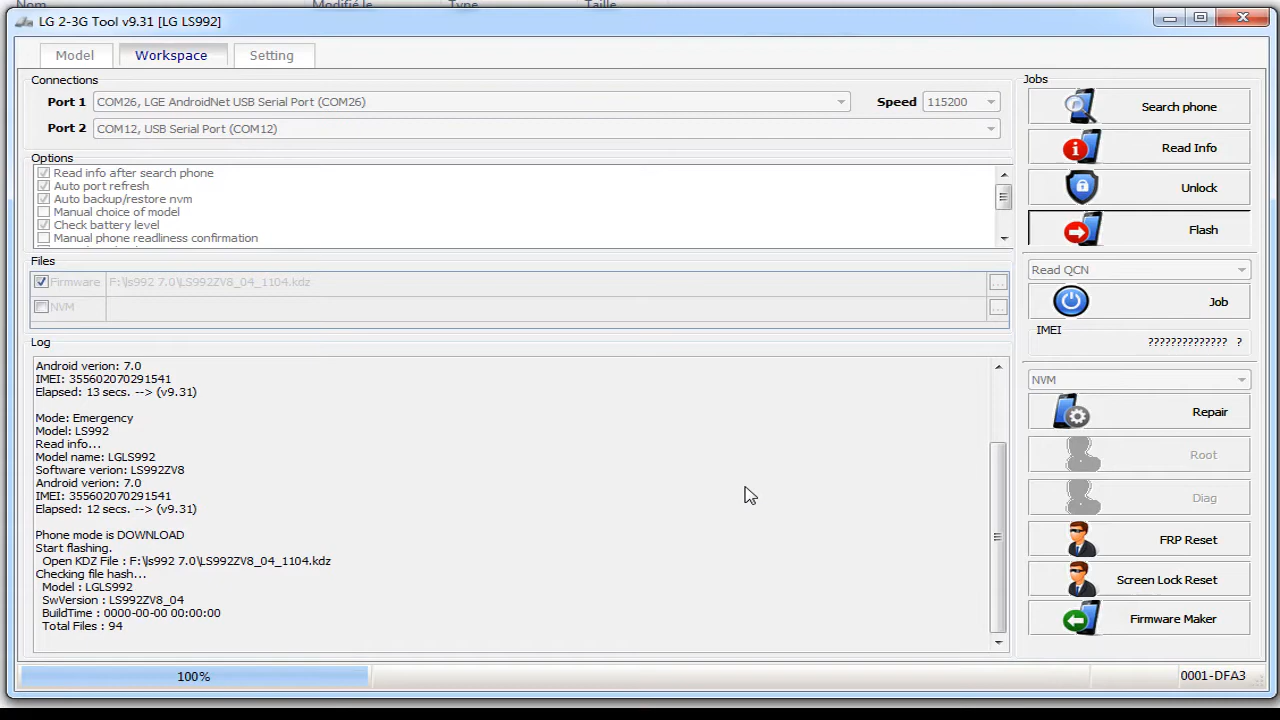 Nom Modifié le Type Taille
LG 2-3G Tool v9.31 [LG LS992]
Model Workspace Setting
Connections
Port 1 COM26, LGE AndroidNet USB Serial Port (COM26) Speed 115200
Port 2 COM12, USB Serial Port (COM12)
Options
Read info after search phone
Auto port refresh
Auto backup/restore nvm
Manual choice of model
Check battery level
Manual phone readliness confirmation
Files
Firmware F:\ls992 7.0\LS992ZV8_04_1104.kdz ...
NVM ...
Log
Android verion: 7.0
IMEI: 355602070291541
Elapsed: 13 secs. --> (v9.31)
Mode: Emergency
Model: LS992
Read info...
Model name: LGLS992
Software verion: LS992ZV8
Android verion: 7.0
IMEI: 355602070291541
Elapsed: 12 secs. --> (v9.31)
Phone mode is DOWNLOAD
Start flashing.
Open KDZ File : F:\ls992 7.0\LS992ZV8_04_1104.kdz
Checking file hash...
Model : LGLS992
SwVersion : LS992ZV8_04
BuildTime : 0000-00-00 00:00:00
Total Files : 94
Jobs
Search phone
Read Info
Unlock
Flash
Read QCN
Job
IMEI
?????????????? ?
NVM
Repair
Root
Diag
FRP Reset
Screen Lock Reset
Firmware Maker
100%
0001-DFA3